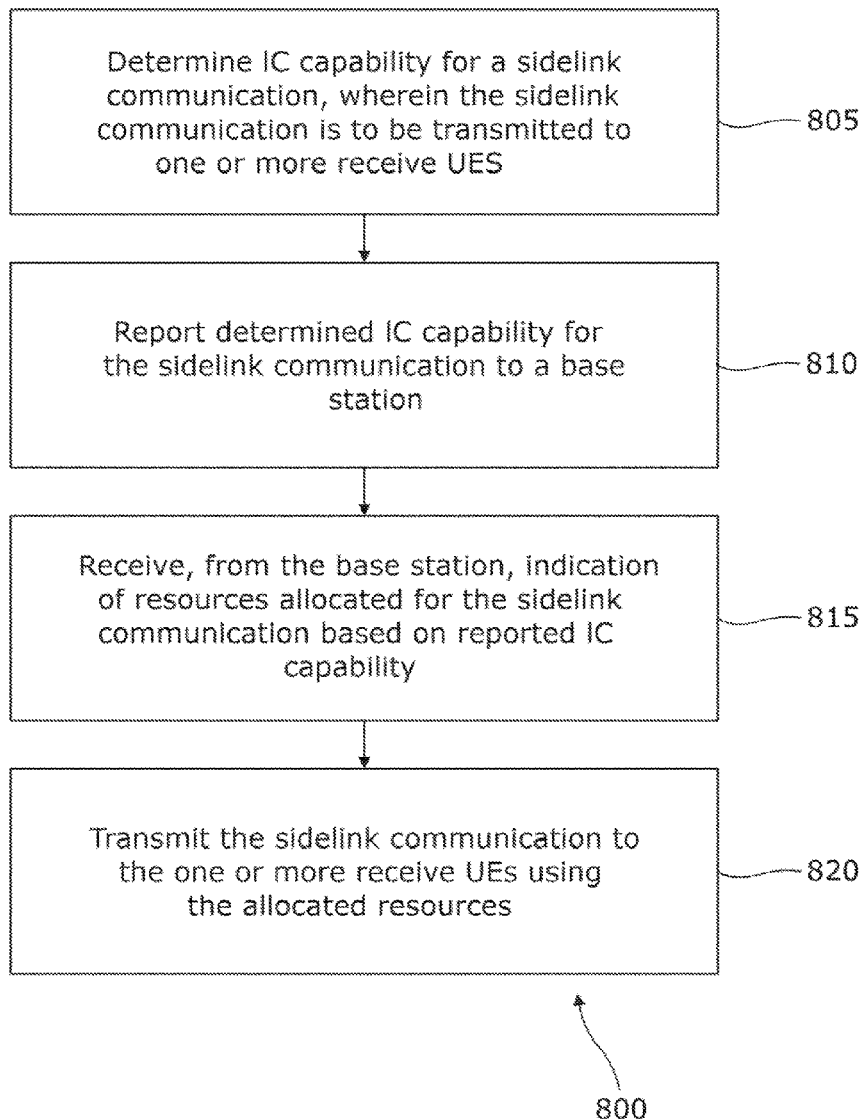 Determine IC capability for a sidelink
communication, wherein the sidelink
communication is to be transmitted to
one or more receive UES
805
Report determined IC capability for
the sidelink communication to a base
station
810
Receive, from the base station, indication
of resources allocated for the sidelink
communication based on reported IC
capability
815
Transmit the sidelink communication to
the one or more receive UEs using
the allocated resources
820
800